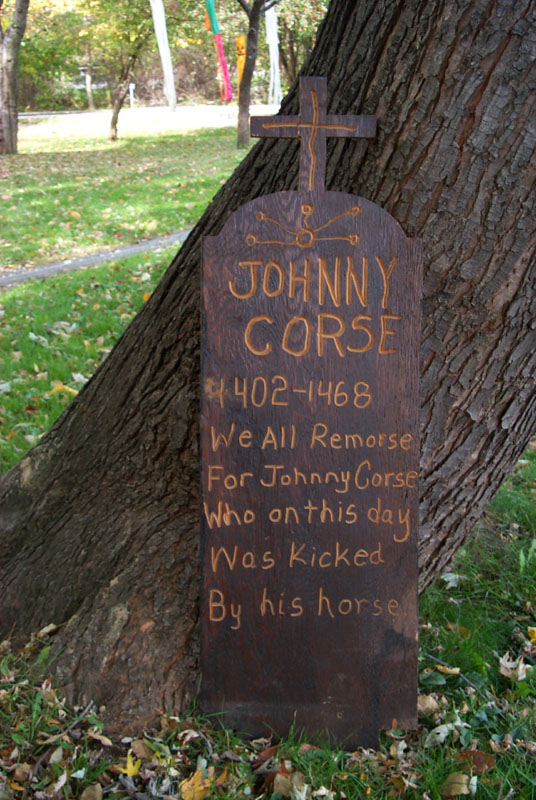 JOHNNY
CORSE
1402-1468
We All Remorse
For Johnny Corse
Who on this day
Was Kicked
By his horse